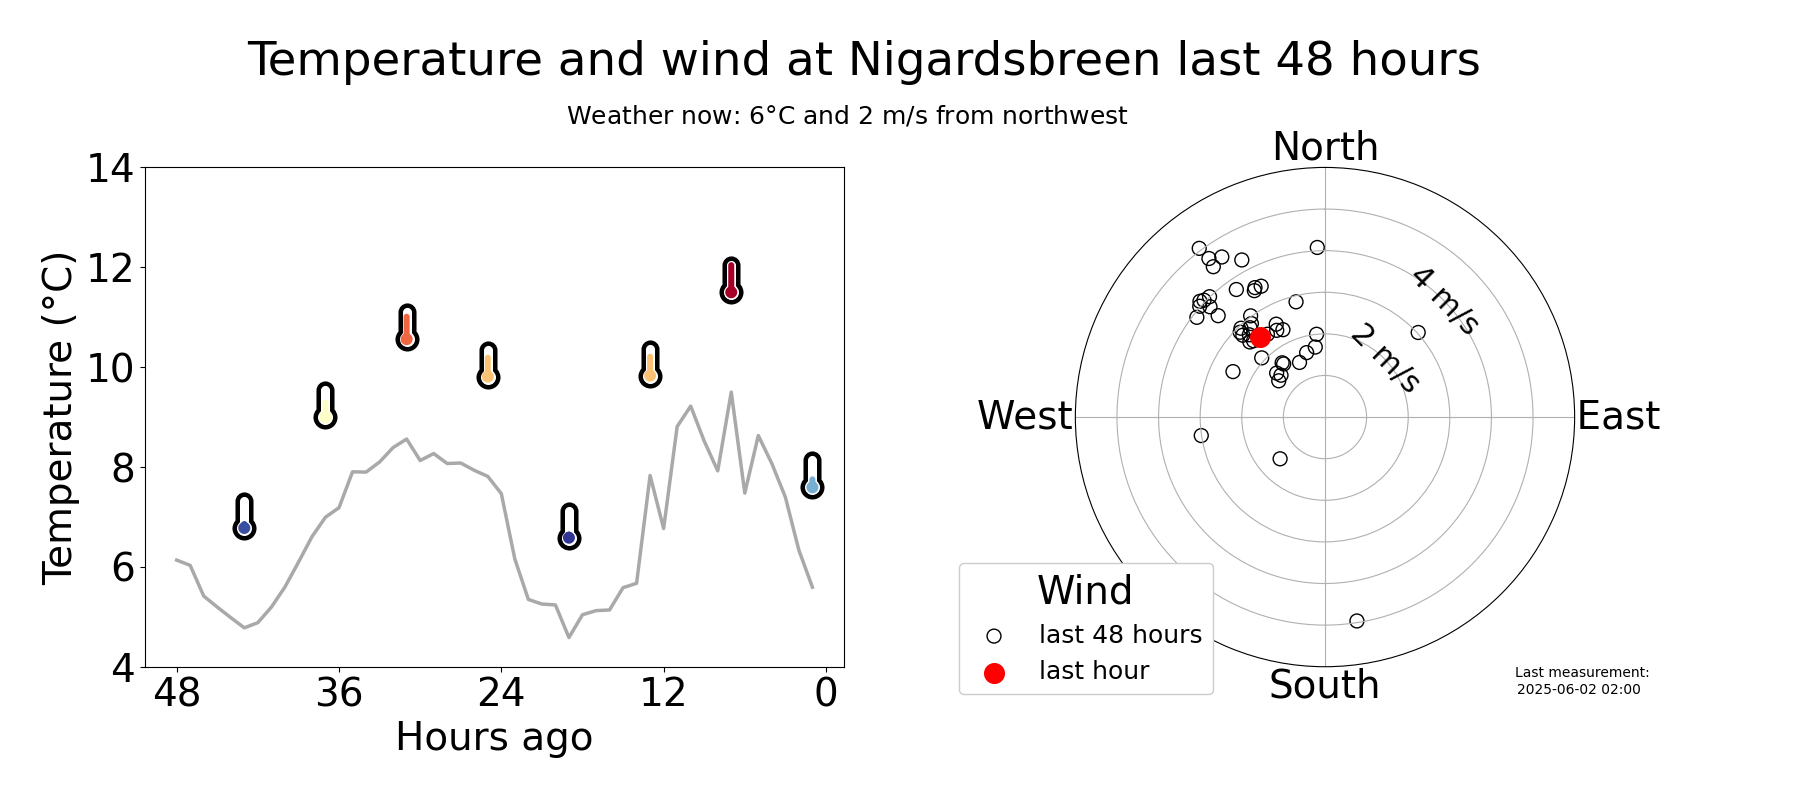 Temperature and wind at Nigardsbreen last 48 hours
Weather now: 6°C and 2 m/s from northwest
14
12
10
8
6
4
Temperature (°C)
48 36 24 12 0
Hours ago
North
4 m/s
2 m/s
West
East
South
Wind
last 48 hours
last hour
Last measurement:
2025-06-02 02:00